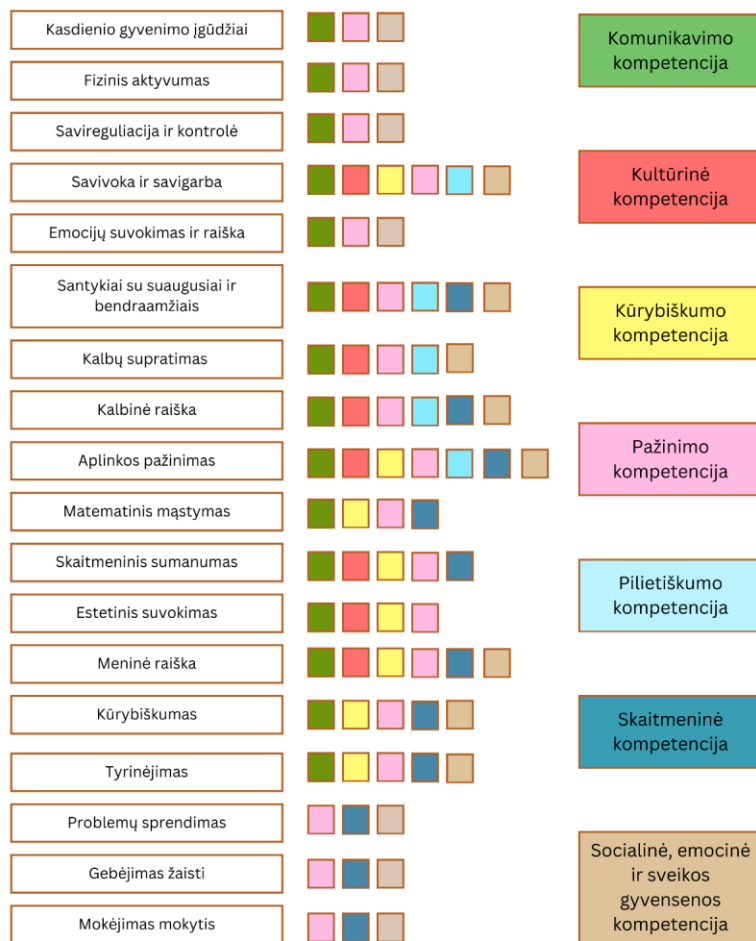 Kasdienio gyvenimo įgūdžiai
Fizinis aktyvumas
Savireguliacija ir kontrolė
Savivoka ir savigarba
Emocijų suvokimas ir raiška
Santykiai su suaugusiai ir
bendraamžiais
Kalbų supratimas
Kalbinė raiška
Aplinkos pažinimas
Matematinis mąstymas
Skaitmeninis sumanumas
Estetinis suvokimas
Meninė raiška
Kūrybiškumas
Tyrinėjimas
Problemų sprendimas
Gebėjimas žaisti
Mokėjimas mokytis
Komunikavimo
kompetencija
Kultūrinė
kompetencija
Kūrybiškumo
kompetencija
Pažinimo
kompetencija
Pilietiškumo
kompetencija
Skaitmeninė
kompetencija
Socialinė, emocinė
ir sveikos
gyvensenos
kompetencija